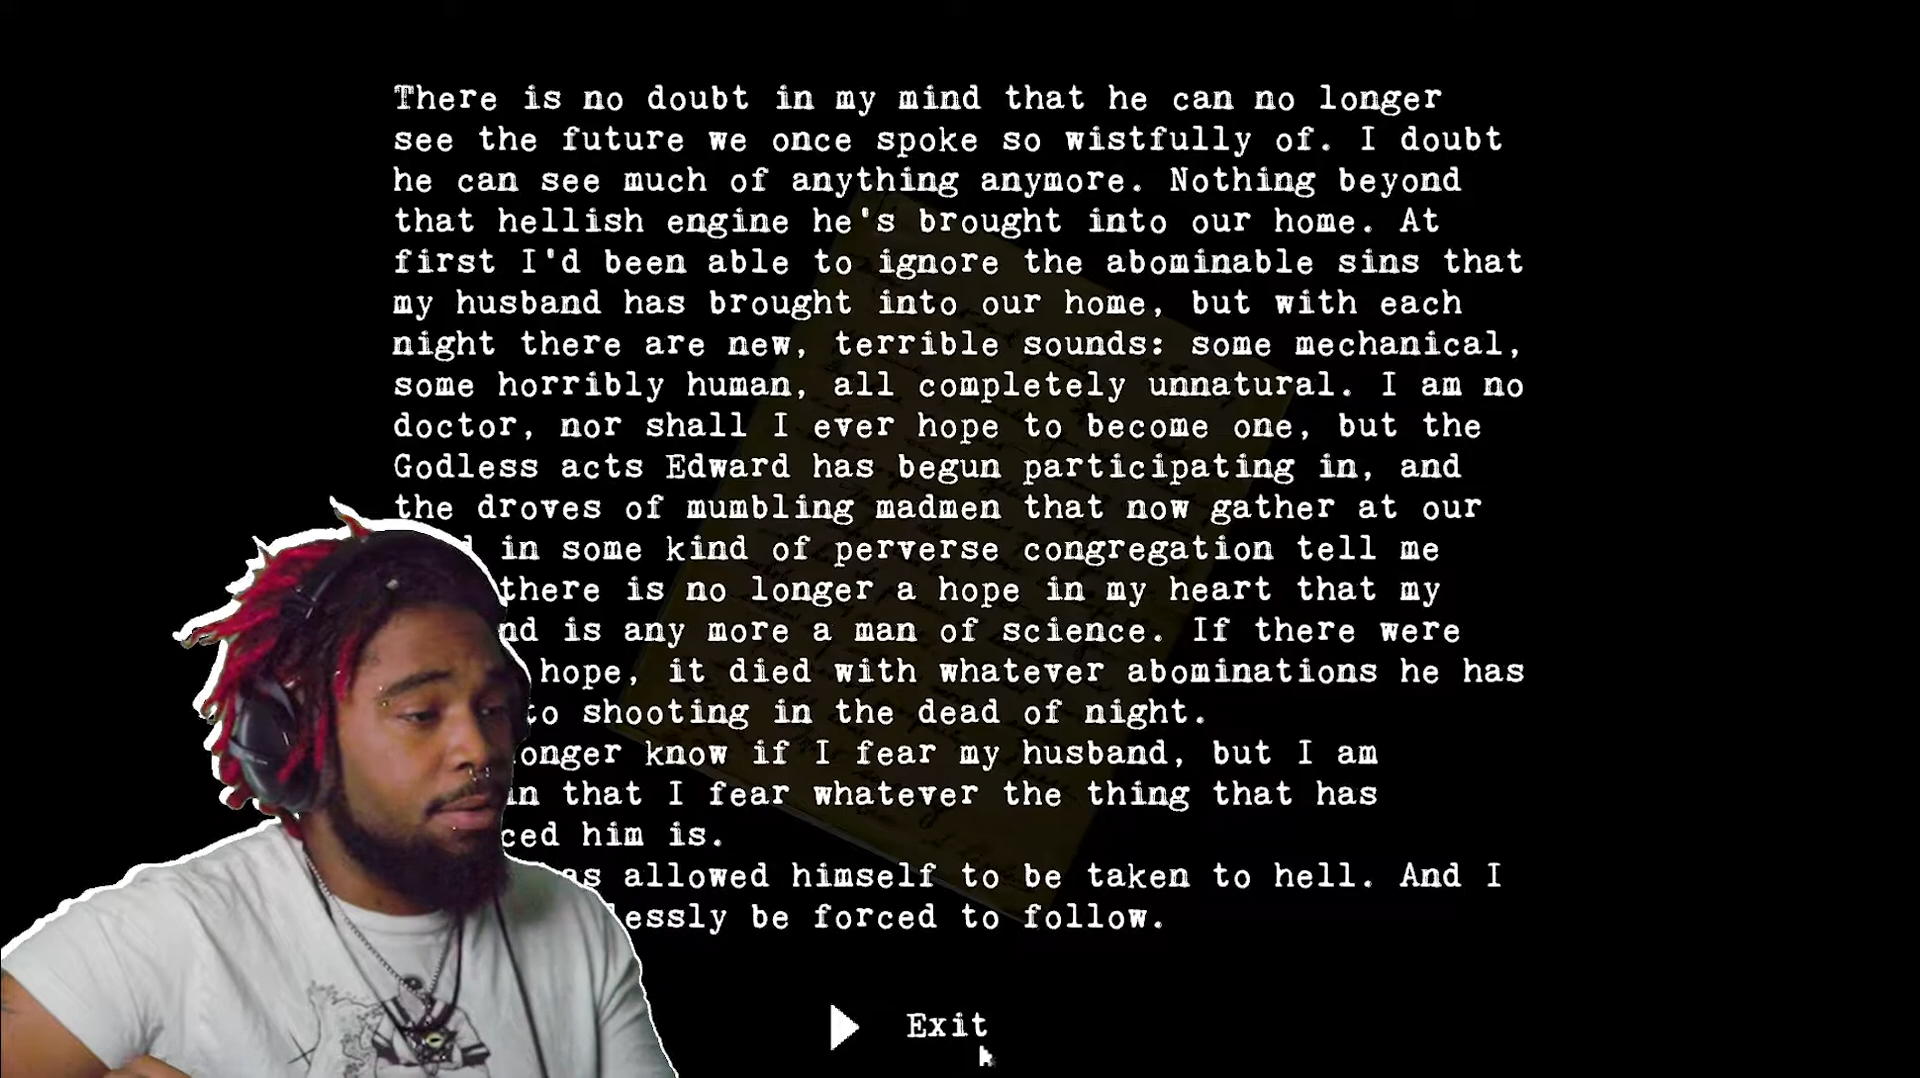 There is no doubt in my mind that he can no longer
see the future we once spoke so wistfully of. I doubt
he can see much of anything anymore. Nothing beyond
that hellish engine he's brought into our home. At
first I'd been able to ignore the abominable sins that
my husband has brought into our home, but with each
night there are new, terrible sounds: some mechanical,
some horribly human, all completely unnatural. I am no
doctor, nor shall I ever hope to become one, but the
Godless acts Edward has begun participating in, and
the droves of mumbling madmen that now gather at our
in some kind of perverse congregation tell me
there is no longer a hope in my heart that my
is any more a man of science. If there were
hope, it died with whatever abominations he has
to shooting in the dead of night.
know if I fear my husband, but I am
that I fear whatever the thing that has
him is.
allowed himself to be taken to hell. And I
be forced to follow.
Exit